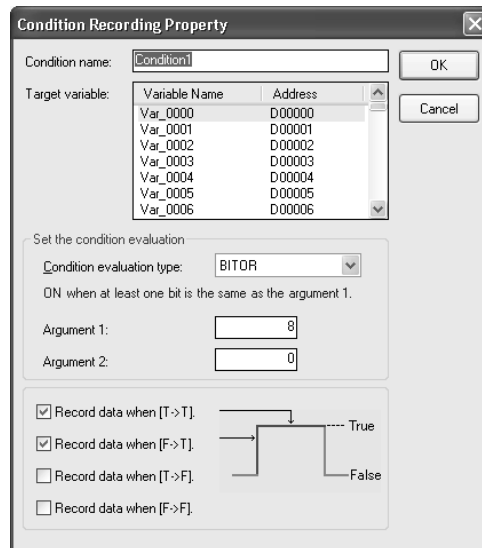 Condition Recording Property
Condition name: Condition1 OK
Target variable: Variable Name Address Cancel
Var_0000 D00000
Var_0001 D00001
Var_0002 D00002
Var_0003 D00003
Var_0004 D00004
Var_0005 D00005
Var_0006 D00006
Set the condition evaluation
Condition evaluation type: BITOR
ON when at least one bit is the same as the argument 1.
Argument 1: 8
Argument 2: 0
Record data when [T->T].
True
Record data when [F->T].
Record data when [T->F].
False
Record data when [F->F].